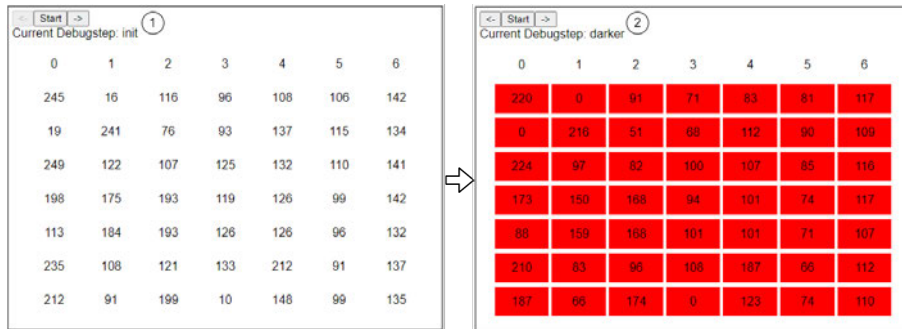 <- Start -> 1
Current Debugstep: init
0 1 2 3 4 5 6
245 16 116 96 108 106 142
19 241 76 93 137 115 134
249 122 107 125 132 110 141
198 175 193 119 126 99 142
113 184 193 126 126 96 132
235 108 121 133 212 91 137
212 91 199 10 148 99 135
<- Start -> 2
Current Debugstep: darker
0 1 2 3 4 5 6
220 0 91 71 83 81 117
0 216 51 68 112 90 109
224 97 82 100 107 85 116
173 150 168 94 101 74 117
88 159 168 101 101 71 107
210 83 96 108 187 66 112
187 66 174 0 123 74 110